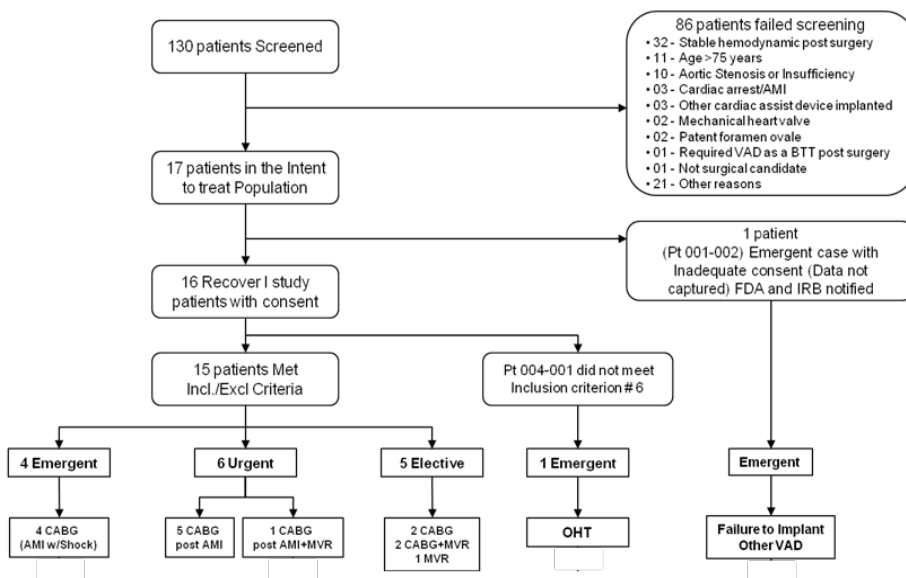 130 patients Screened
86 patients failed screening
• 32 - Stable hemodynamic post surgery
• 11 - Age >75 years
• 10 - Aortic Stenosis or Insufficiency
• 03 - Cardiac arrest/AMI
• 03 - Other cardiac assist device implanted
• 02 - Mechanical heart valve
• 02 - Patent foramen ovale
• 01 - Required VAD as a BTT post surgery
• 01 - Not surgical candidate
• 21 - Other reasons
17 patients in the Intent
to treat Population
1 patient
(Pt 001-002) Emergent case with
Inadequate consent (Data not
captured) FDA and IRB notified
16 Recover I study
patients with consent
15 patients Met
Incl./Excl Criteria
Pt 004-001 did not meet
Inclusion criterion # 6
4 Emergent
6 Urgent
5 Elective
1 Emergent
Emergent
4 CABG
(AMI w/Shock)
5 CABG
post AMI
1 CABG
post AMI+MVR
2 CABG
2 CABG+MVR
1 MVR
OHT
Failure to Implant
Other VAD